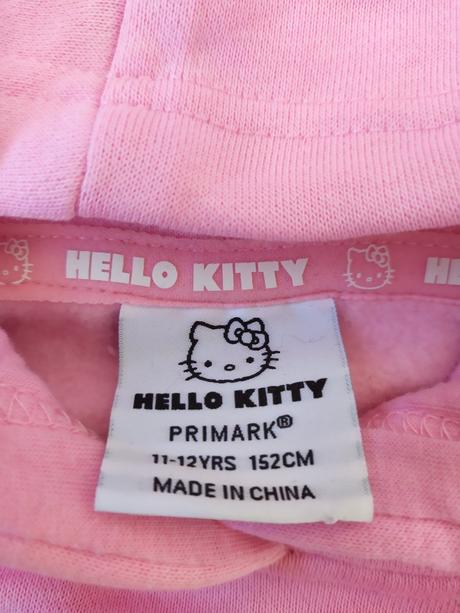 HELLO KITTY
HELLO KITTY
PRIMARK®
11-12YRS 152CM
MADE IN CHINA